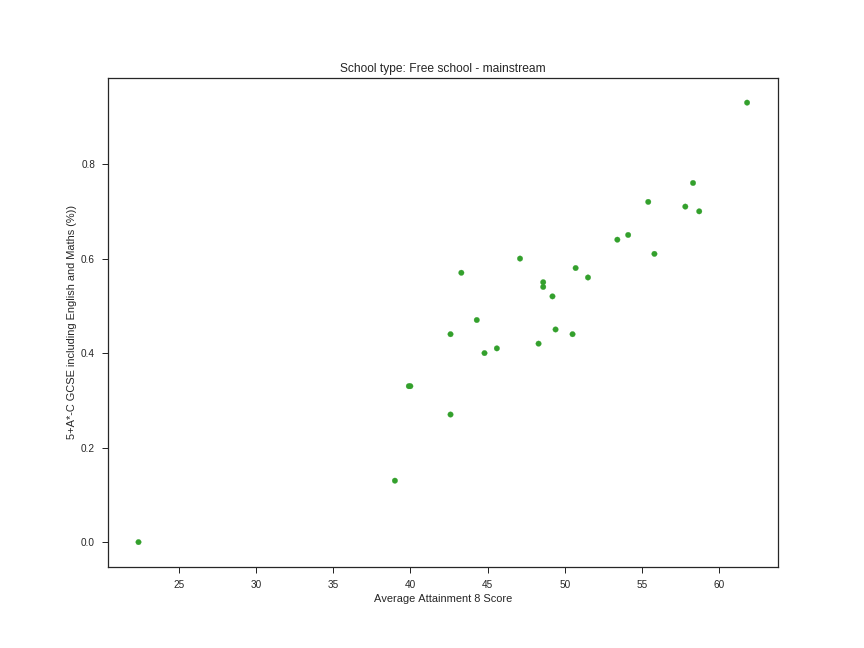 School type: Free school - mainstream
5+A*-C GCSE including English and Maths (%))
0.8
0.6
0.4
0.2
0.0
25 30 35 40 45 50 55 60
Average Attainment 8 Score